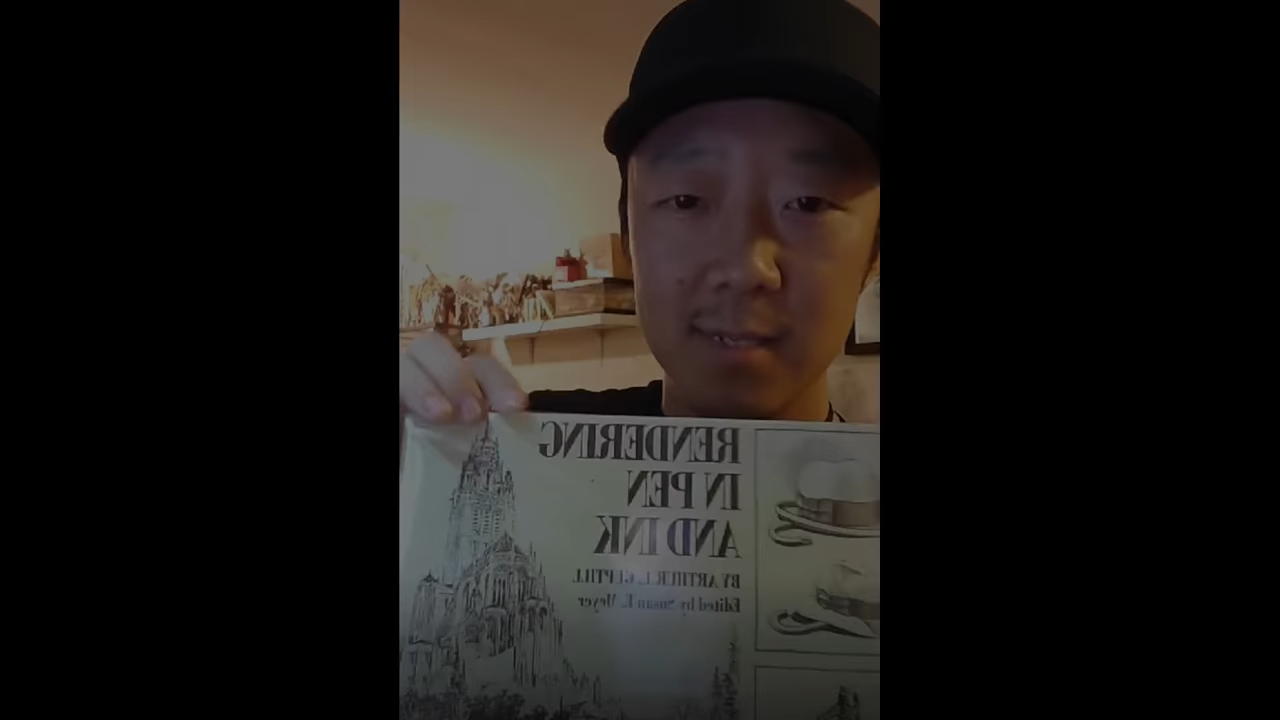 RENDERING
IN PEN
AND INK
BY ARTHUR L. GUPTILL
Edited by Susan E. Meyer